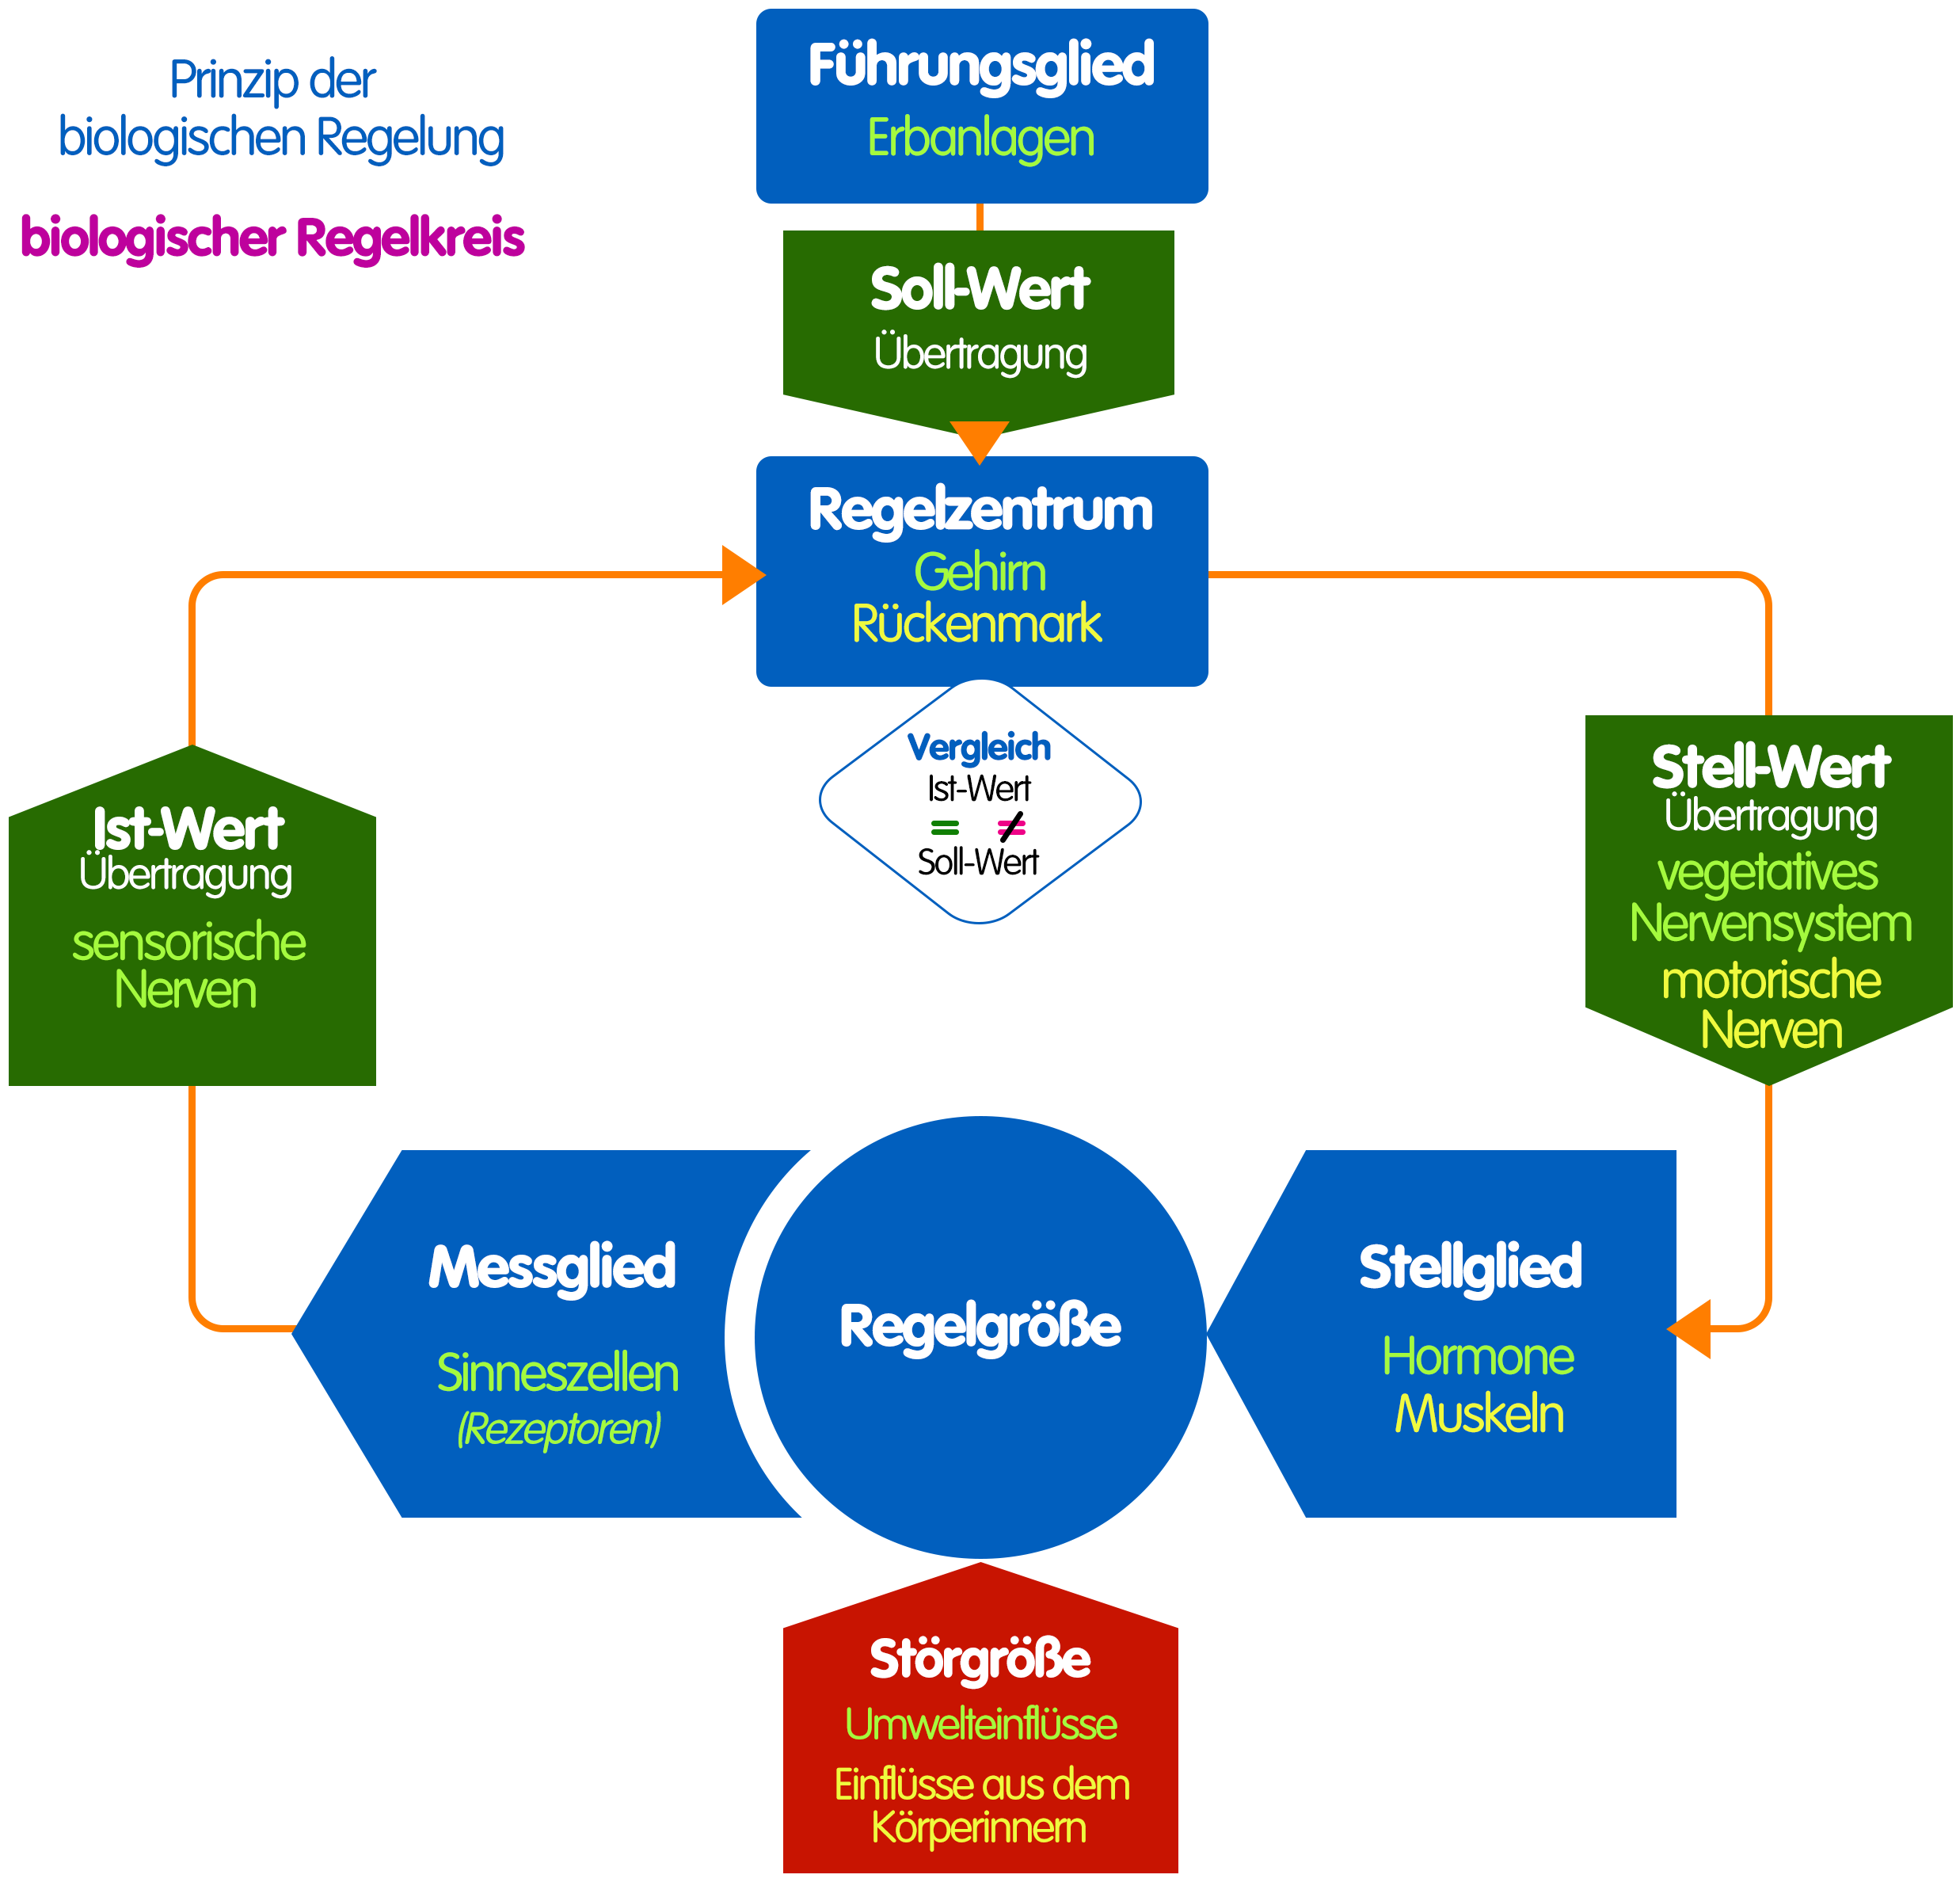 Prinzip der
biologischen Regelung
biologischer Regelkreis
Führungsglied
Erbanlagen
Soll-Wert
Übertragung
Regelzentrum
Gehirn
Rückenmark
Vergleich
Ist-Wert
= ≠
Soll-Wert
Ist-Wert
Übertragung
sensorische
Nerven
Stell-Wert
Übertragung
vegetatives
Nervensystem
motorische
Nerven
Messglied
Sinneszellen
(Rezeptoren)
Regelgröße
Stellglied
Hormone
Muskeln
Störgröße
Umwelteinflüsse
Einflüsse aus dem
Körperinnern